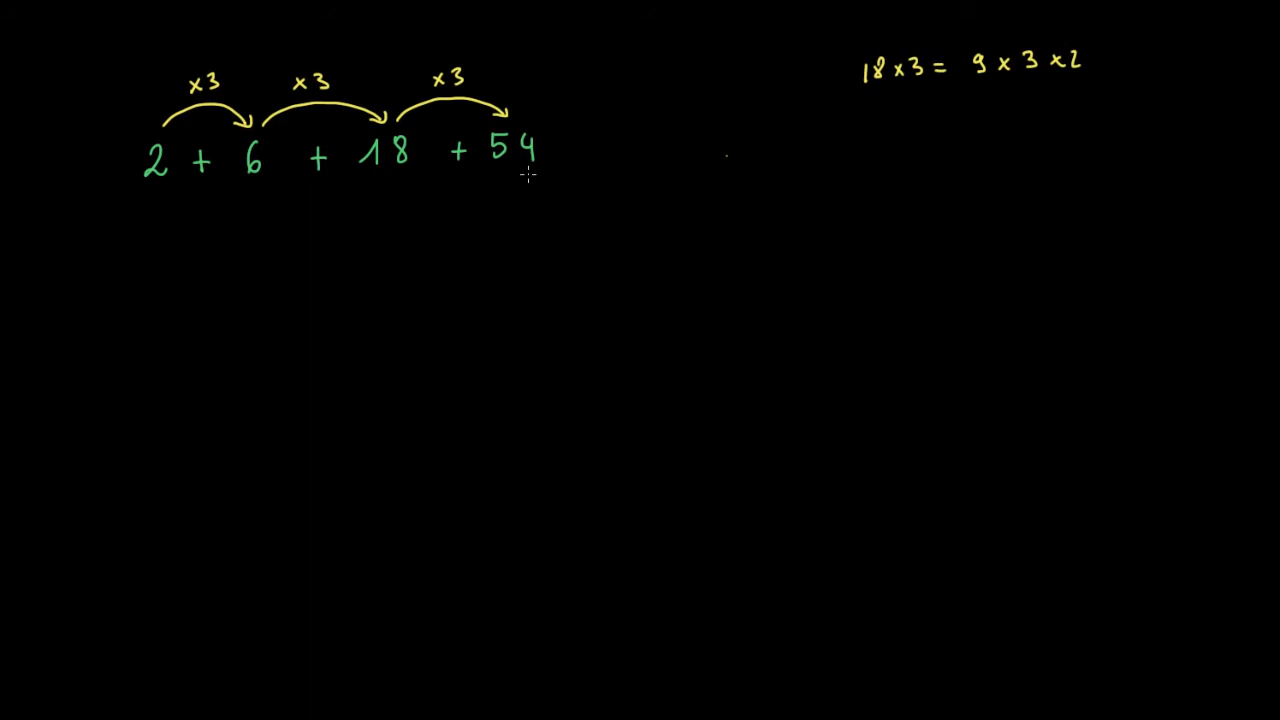 ×3 ×3 ×3
2 + 6 + 18 + 54
18×3 = 9 × 3 ×2